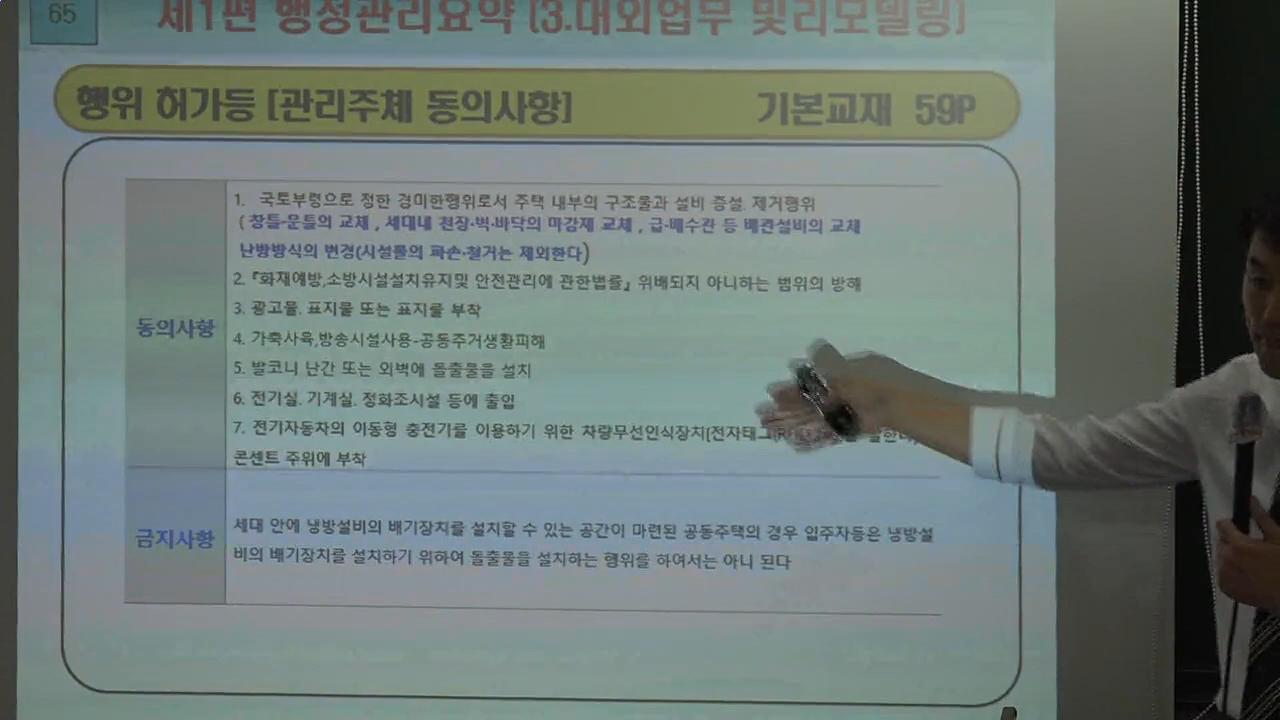 65
제1편 행정관리요약 (3.대외업무 및리모델링)
행위 허가등 [관리주체 동의사항] 기본교재 59P
동의사항
1. 국토부령으로 정한 경미한행위로서 주택 내부의 구조물과 설비 증설. 제거행위
( 창틀·문틀의 교체 , 세대내 천장·벽·바닥의 마감재 교체 , 급·배수관 등 배관설비의 교체
난방방식의 변경(시설물의 파손·철거는 제외한다)
2. 『화재예방,소방시설설치유지및 안전관리에 관한법률』 위배되지 아니하는 범위의 방해
3. 광고물. 표지물 또는 표지를 부착
4. 가축사육,방송시설사용-공동주거생활피해
5. 발코니 난간 또는 외벽에 돌출물을 설치
6. 전기실. 기계실. 정화조시설 등에 출입
7. 전기자동차의 이동형 충전기를 이용하기 위한 차량무선인식장치(전자태그
콘센트 주위에 부착
금지사항
세대 안에 냉방설비의 배기장치를 설치할 수 있는 공간이 마련된 공동주택의 경우 입주자등은 냉방설
비의 배기장치를 설치하기 위하여 돌출물을 설치하는 행위를 하여서는 아니 된다